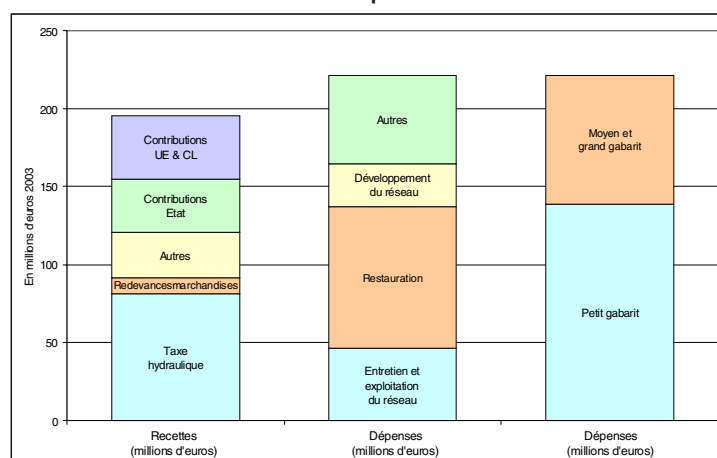 250
200
150
100
50
0
En millions d'euros 2003
Contributions
UE & CL
Contributions
Etat
Autres
Redevancesmarchandises
Taxe
hydraulique
Autres
Développement
du réseau
Restauration
Entretien et
exploitation
du réseau
Moyen et
grand gabarit
Petit gabarit
Recettes
(millions d'euros)
Dépenses
(millions d'euros)
Dépenses
(millions d'euros)